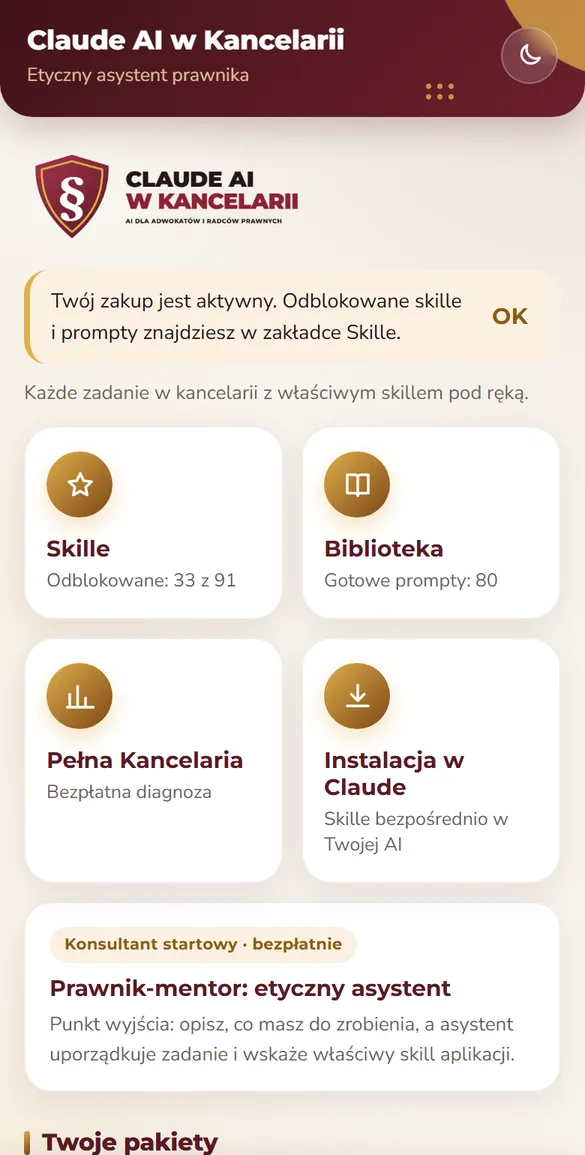 Claude AI w Kancelarii
Etyczny asystent prawnika
§
CLAUDE AI
W KANCELARII
AI DLA ADWOKATÓW I RADCÓW PRAWNYCH
Twój zakup jest aktywny. Odblokowane skille
i prompty znajdziesz w zakładce Skille.
OK
Każde zadanie w kancelarii z właściwym skillem pod ręką.
Skille
Odblokowane: 33 z 91
Biblioteka
Gotowe prompty: 80
Pełna Kancelaria
Bezpłatna diagnoza
Instalacja w
Claude
Skille bezpośrednio w
Twojej AI
Konsultant startowy · bezpłatnie
Prawnik-mentor: etyczny asystent
Punkt wyjścia: opisz, co masz do zrobienia, a asystent
uporządkuje zadanie i wskaże właściwy skill aplikacji.
Twoje pakiety